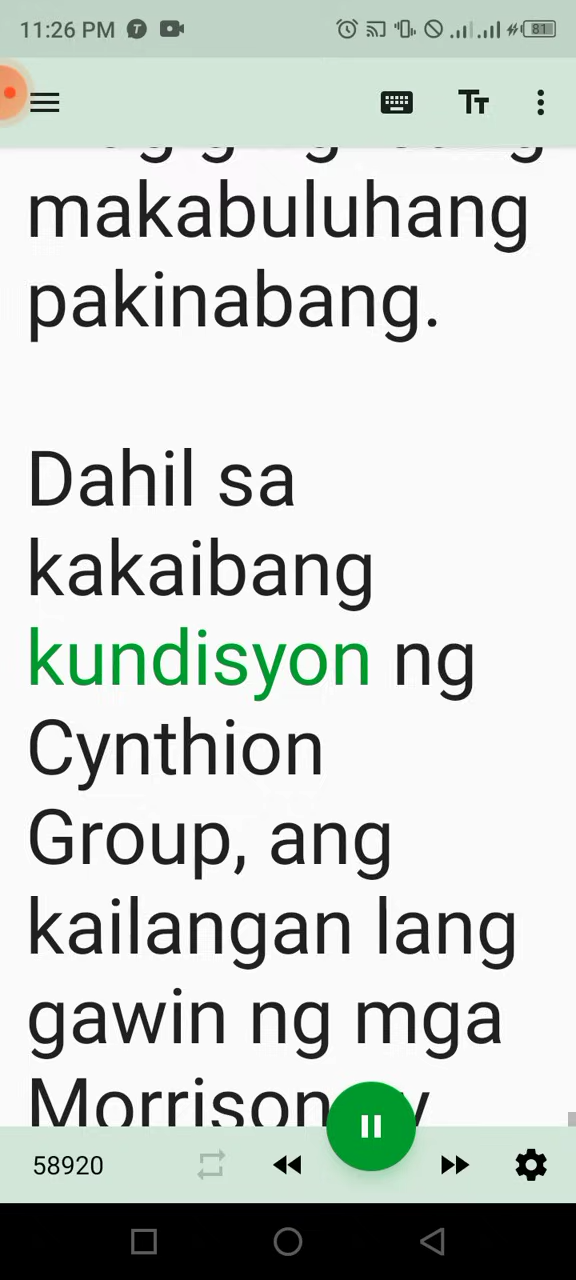 11:26 PM
81
makabuluhang
pakinabang.
Dahil sa
kakaibang
kundisyon ng
Cynthion
Group, ang
kailangan lang
gawin ng mga
58920